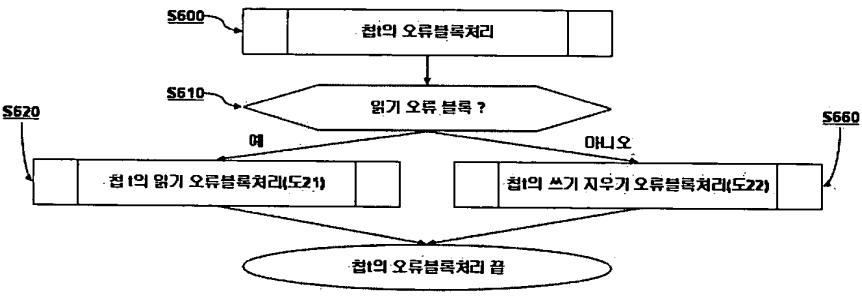 S600
칩t의 오류블록처리
S610
읽기 오류 블록 ?
S620
예
아니오
S660
칩 t의 읽기 오류블록처리(도21)
칩t의 쓰기 지우기 오류블록처리(도22)
칩t의 오류블록처리 끝